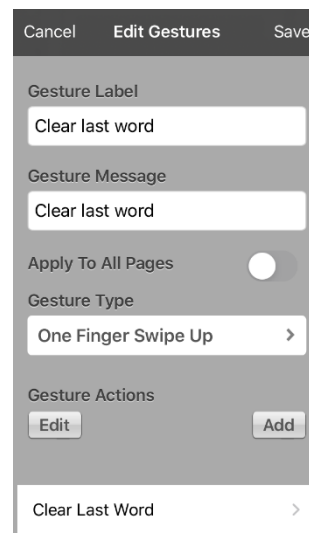 Cancel Edit Gestures Save
Gesture Label
Clear last word
Gesture Message
Clear last word
Apply To All Pages
Gesture Type
One Finger Swipe Up
Gesture Actions
Edit Add
Clear Last Word